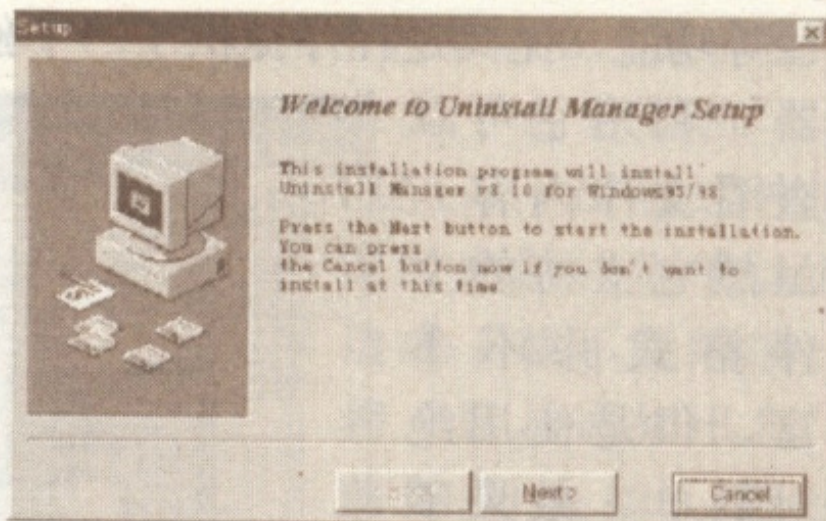 Setup
Welcome to Uninstall Manager Setup
This installation program will install
Uninstall Manager v8.10 for Windows95/98
Press the Next button to start the installation.
You can press
the Cancel button now if you don't want to
install at this time
Next>
Cancel